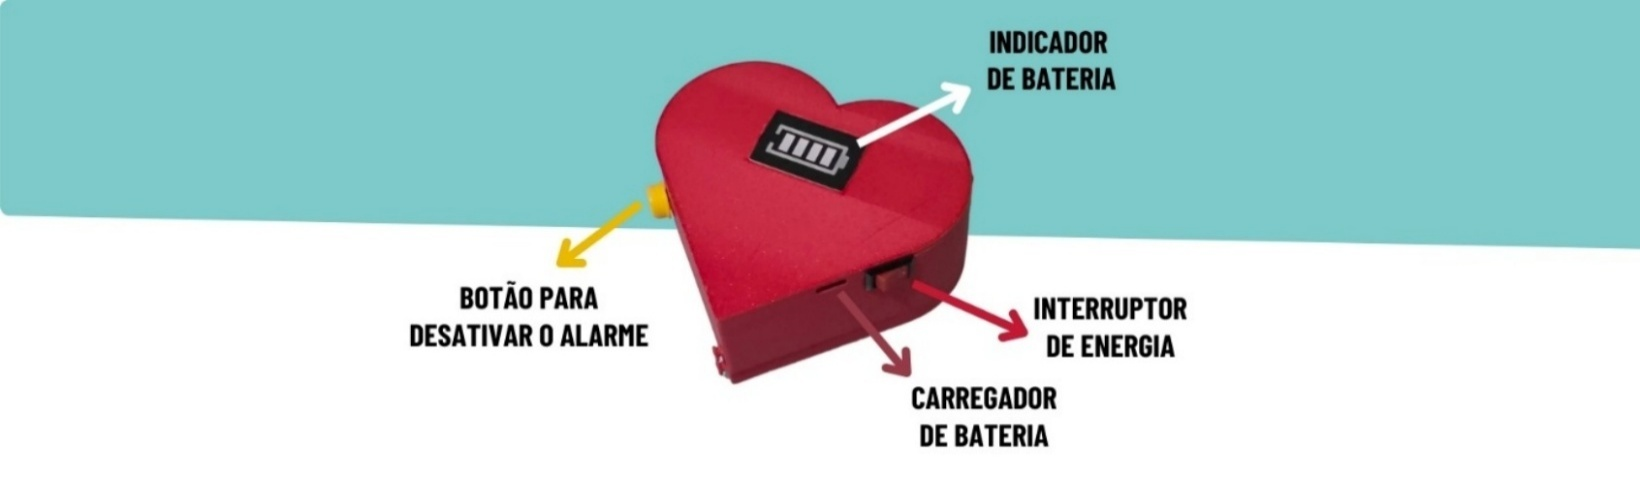 INDICADOR
DE BATERIA
BOTÃO PARA
DESATIVAR O ALARME
INTERRUPTOR
DE ENERGIA
CARREGADOR
DE BATERIA